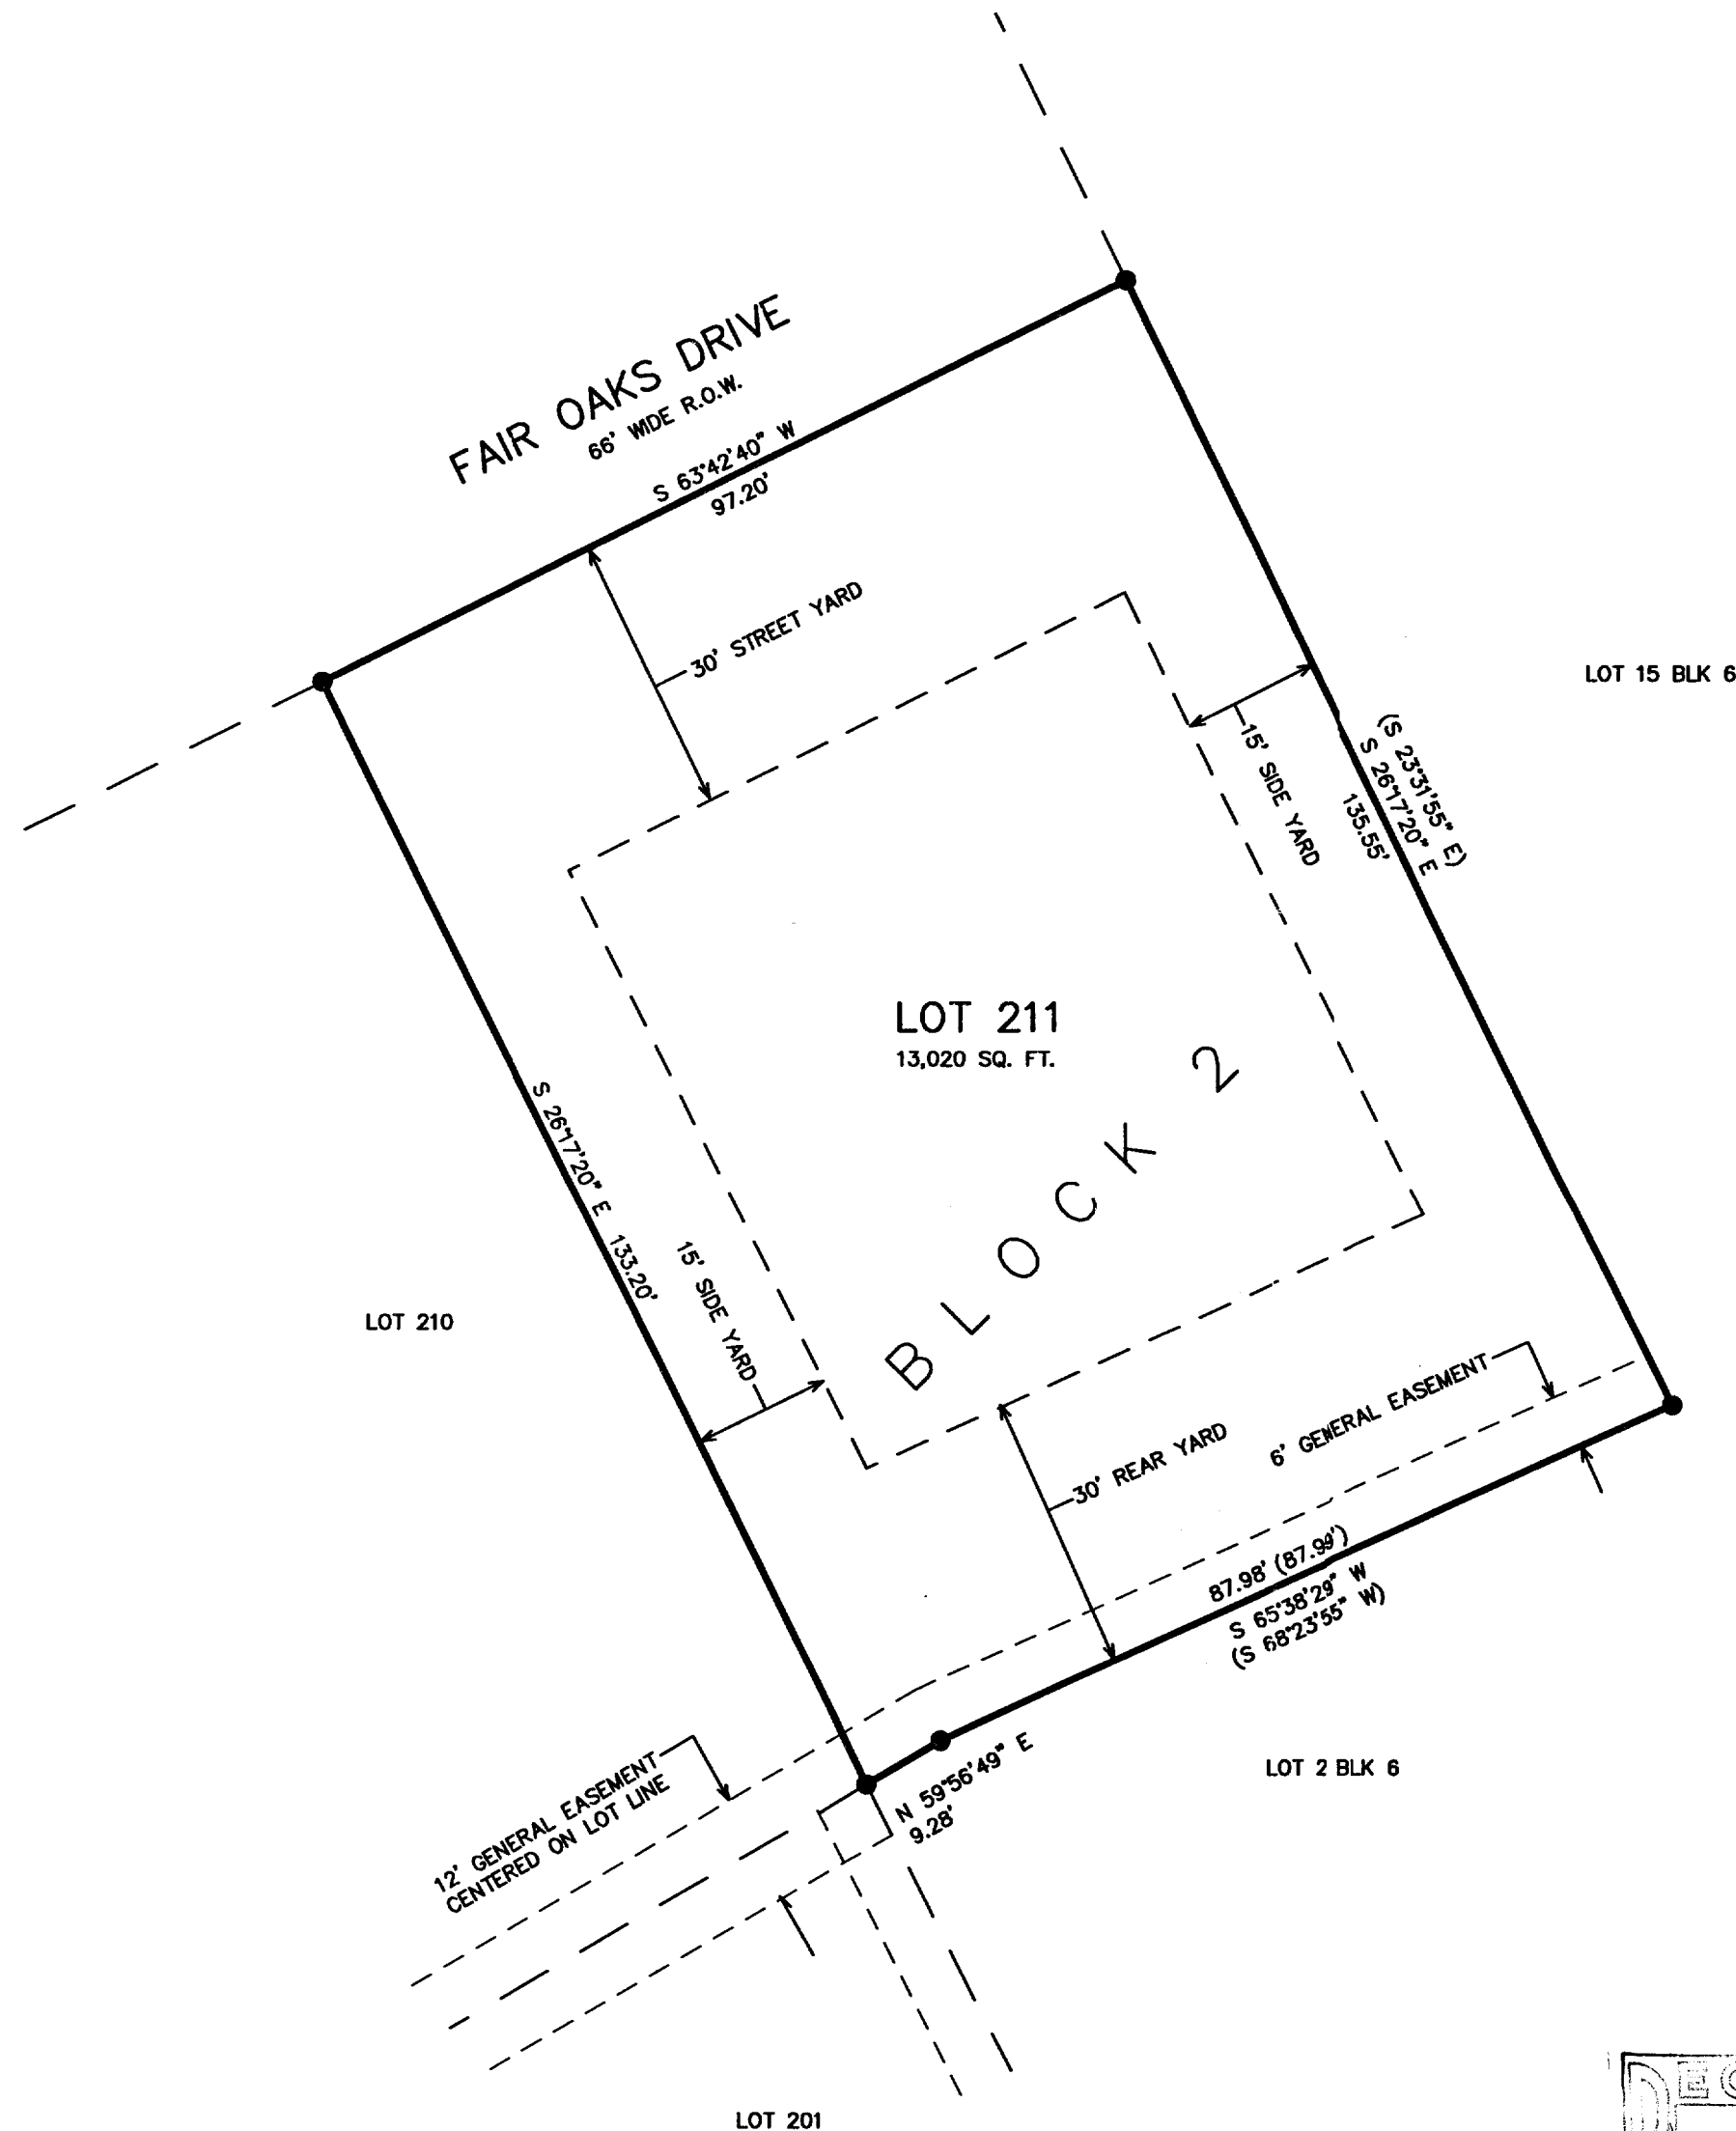 FAIR OAKS DRIVE
66' WIDE R.O.W.
S 63°42'40" W
97.20'
30' STREET YARD
LOT 15 BLK 6
(S 23°31'55" E)
S 26°17'20" E
135.55'
15' SIDE YARD
LOT 211
13,020 SQ. FT.
BLOCK 2
S 26°17'20" E 133.20'
15' SIDE YARD
LOT 210
30' REAR YARD
6' GENERAL EASEMENT
87.98' (87.99')
S 65°38'29" W
(S 68°23'55" W)
LOT 2 BLK 6
N 59°56'49" E
9.28'
12' GENERAL EASEMENT
CENTERED ON LOT LINE
LOT 201